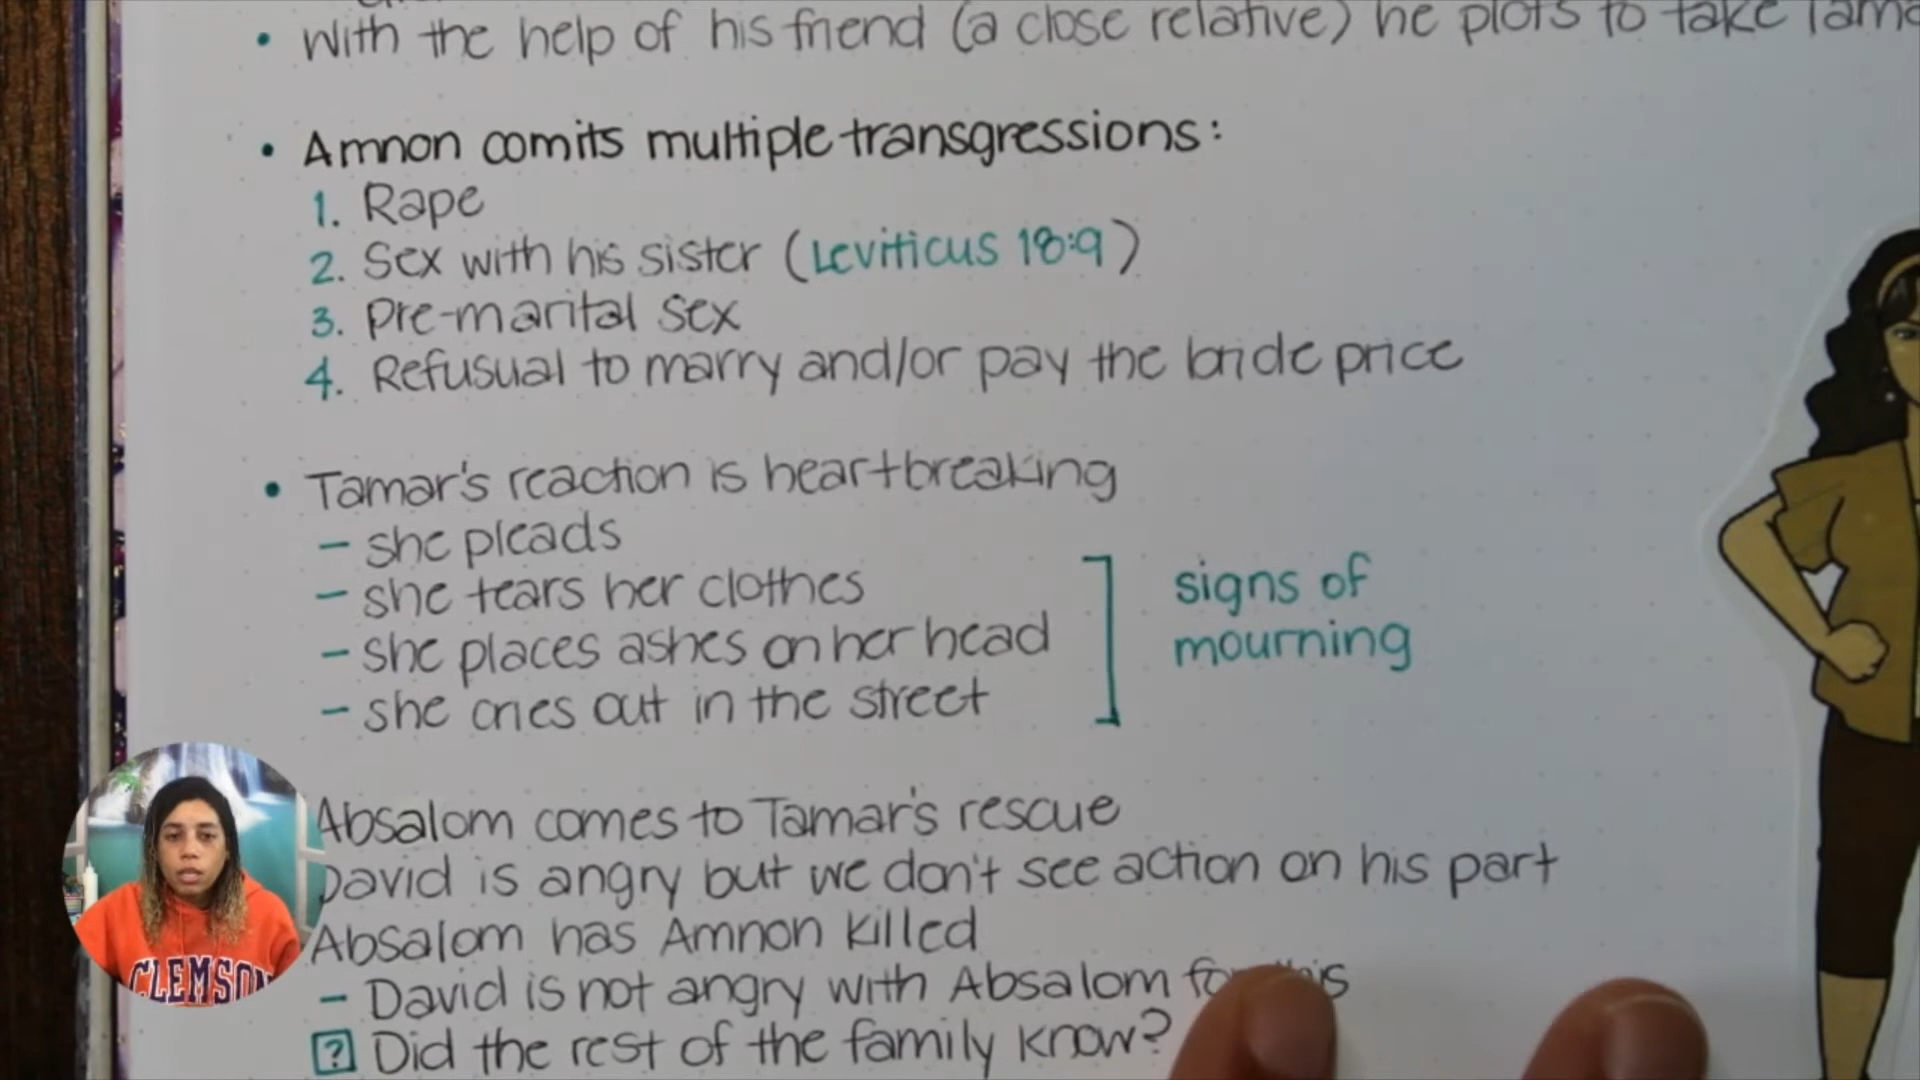 • With the help of his friend (a close relative) he plots to take
• Amnon comits multiple transgressions:
1. Rape
2. Sex with his sister (Leviticus 18:9)
3. Pre-marital sex
4. Refusual to marry and/or pay the bride price
• Tamar's reaction is heartbreaking
- she pleads
- she tears her clothes
- she places ashes on her head
- she cries out in the street
signs of
mourning
Absalom comes to Tamar's rescue
David is angry but we don't see action on his part
Absalom has Amnon killed
- David is not angry with Absalom
? Did the rest of the family know?
CLEMSON